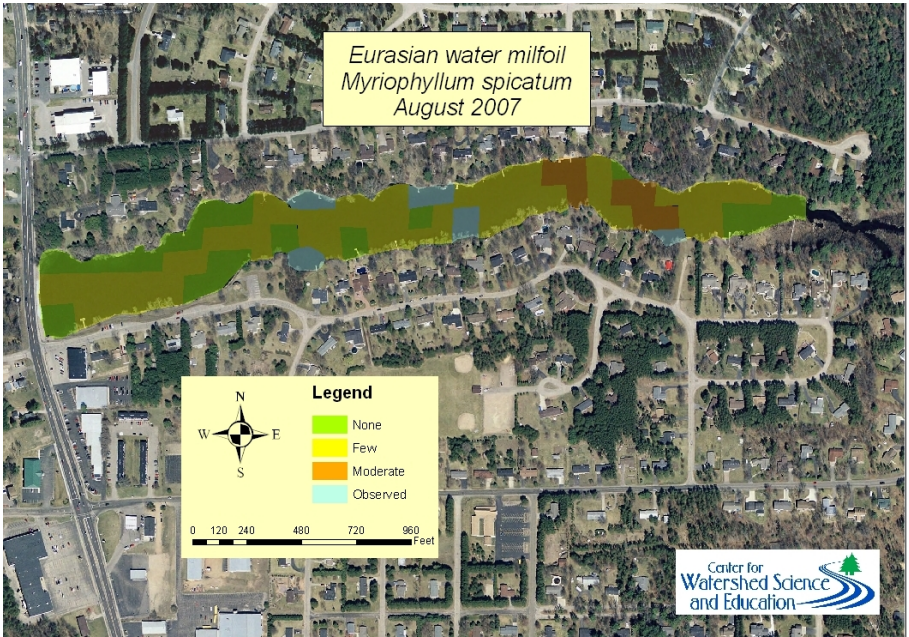 Eurasian water milfoil
Myriophyllum spicatum
August 2007
Legend
N
W E
S
None
Few
Moderate
Observed
0 120 240 480 720 960
Feet
Center for
Watershed Science
and Education